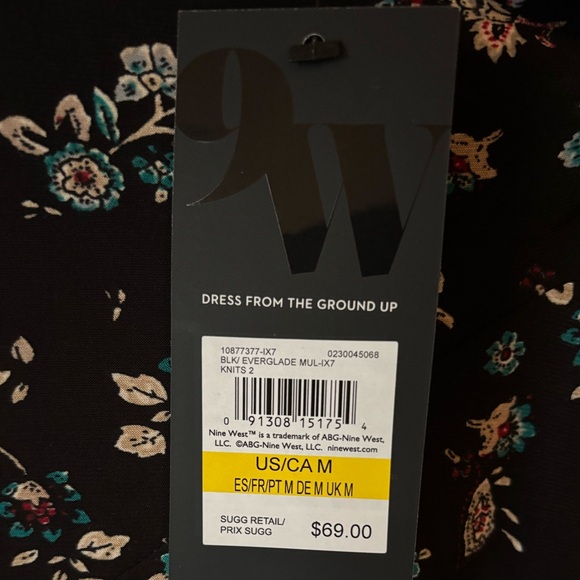 9W
DRESS FROM THE GROUND UP
10877377-IX7 0230045068
BLK/ EVERGLADE MUL-IX7
KNITS 2
0 91308 15175 4
Nine West™ is a trademark of ABG-Nine West,
LLC. ©ABG-Nine West, LLC. ninewest.com
US/CA M
ES/FR/PT M DE M UK M
SUGG RETAIL/
PRIX SUGG $69.00